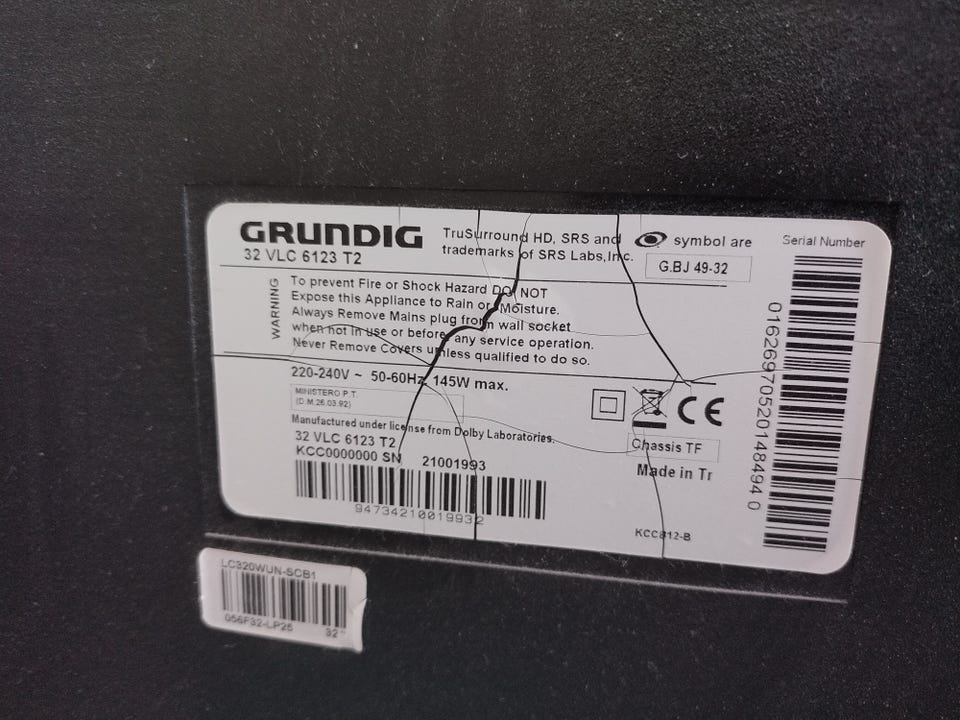 GRUNDIG
32 VLC 6123 T2
TruSurround HD, SRS and symbol are
trademarks of SRS Labs,Inc.
G.BJ 49-32
Serial Number
WARNING
To prevent Fire or Shock Hazard DO NOT
Expose this Appliance to Rain or Moisture.
Always Remove Mains plug from wall socket
when not in use or before any service operation.
Never Remove Covers unless qualified to do so.
220-240V ~ 50-60Hz 145W max.
MINISTERO P.T.
(D.M.26.03.92)
Manufactured under license from Dolby Laboratories.
32 VLC 6123 T2
KCC0000000 SN 21001993
9473421001993
CE
Chassis TF
Made in Tr
KCC812-B
01626970520148494 0
LC320WUN-SCB1
056F32-LP25 32"